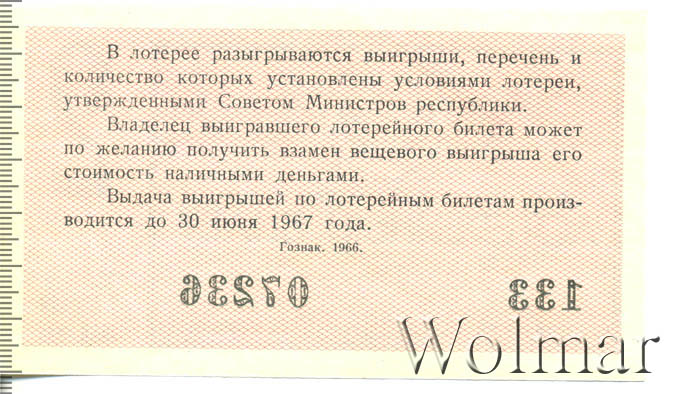 В лотерее разыгрываются выигрыши, перечень и
количество которых установлены условиями лотереи,
утвержденными Советом Министров республики.
Владелец выигравшего лотерейного билета может
по желанию получить взамен вещевого выигрыша его
стоимость наличными деньгами.
Выдача выигрышей по лотерейным билетам произ-
водится до 30 июня 1967 года.
Гознак. 1966.
133 07236
Wolmar